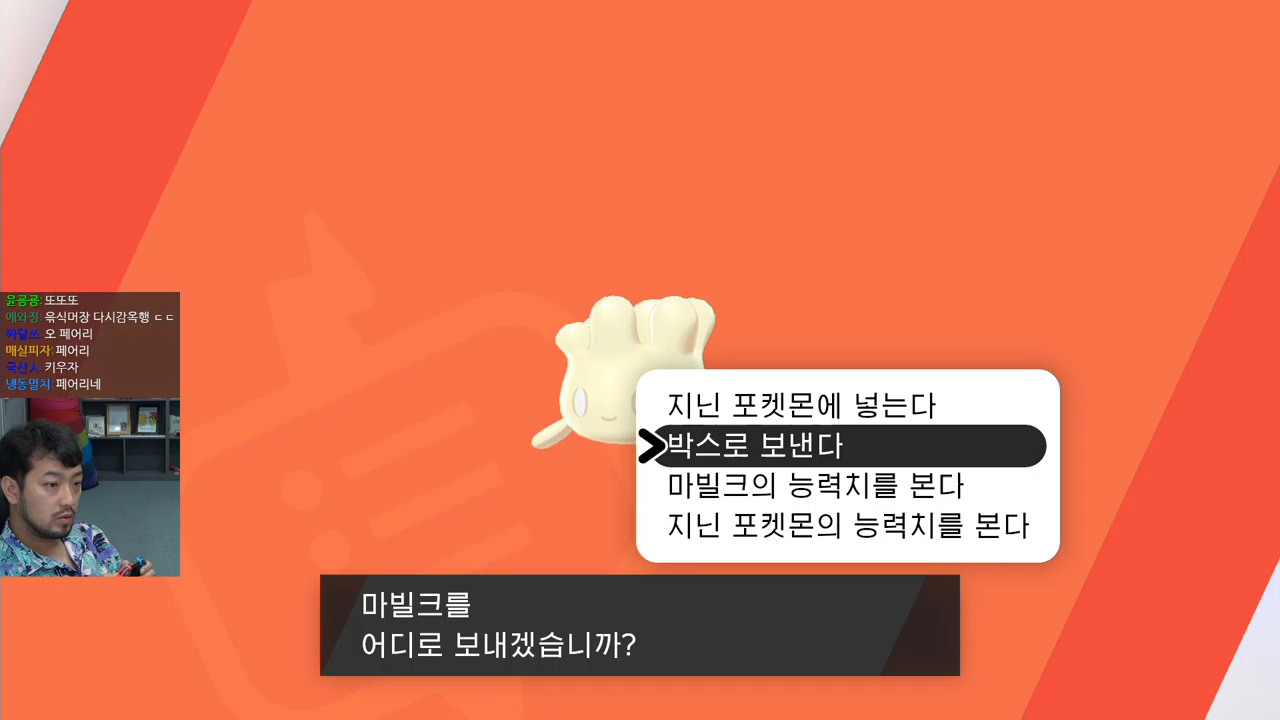 윤공공: 또또또
애와징: 윾식머장 다시감옥행 ㄷㄷ
까달쓰: 오 페어리
매실피자: 페어리
국산人: 키우자
냉동멸치: 페어리네
지닌 포켓몬에 넣는다
박스로 보낸다
마빌크의 능력치를 본다
지닌 포켓몬의 능력치를 본다
마빌크를
어디로 보내겠습니까?